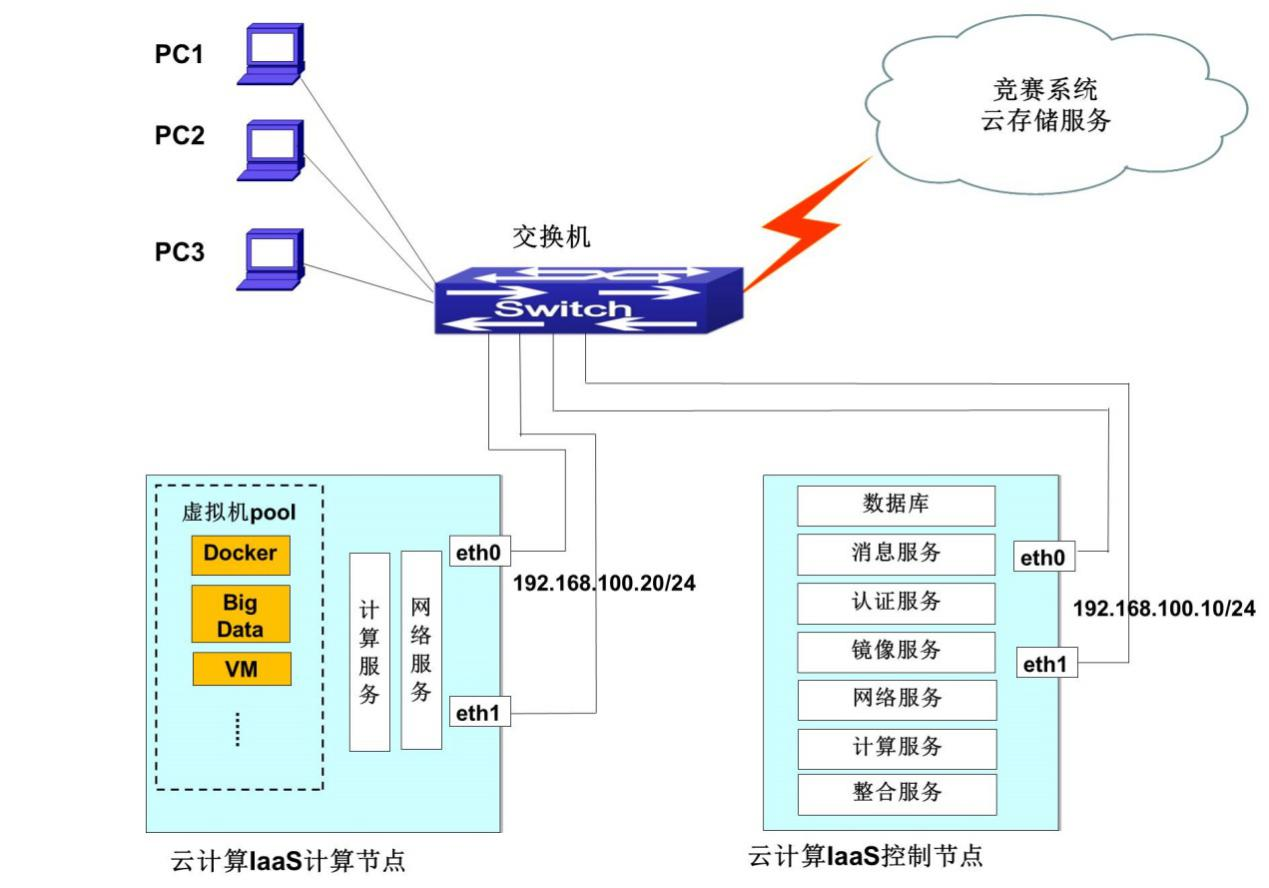 PC1
PC2
PC3
竞赛系统
云存储服务
交换机
Switch
虚拟机pool
Docker
Big
Data
VM
计算服务
网络服务
eth0
192.168.100.20/24
eth1
云计算IaaS计算节点
数据库
消息服务
认证服务
镜像服务
网络服务
计算服务
整合服务
eth0
192.168.100.10/24
eth1
云计算IaaS控制节点